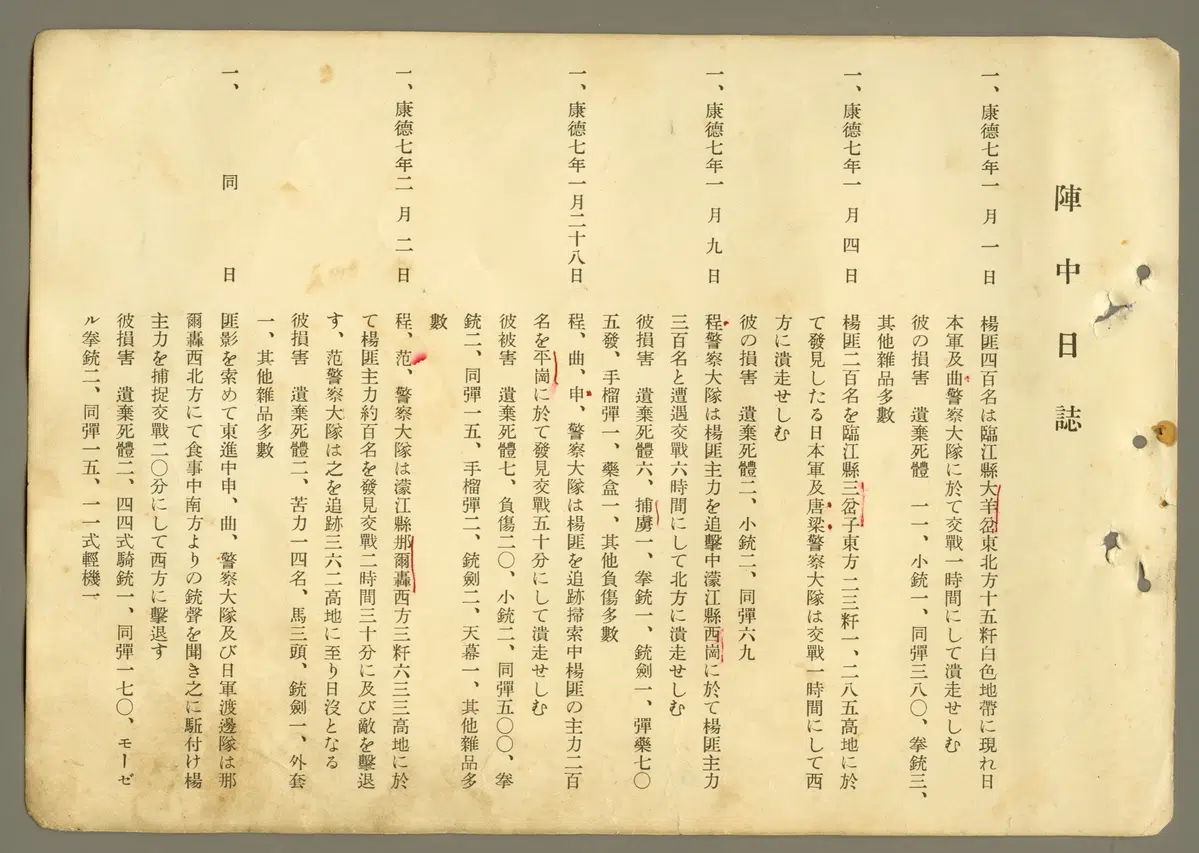 陣中日誌
一、康德七年一月一日 楊匪四百名は臨江縣大羊岔東北方十五粁白色地帶に現れ日
本軍及曲警察大隊に於て交戰一時間にして潰走せしむ
彼の損害 遺棄死體 一一、小銃一、同彈三八〇、拳銃三、
其他雜品多數
一、康德七年一月四日 楊匪二百名を臨江縣三岔子東方二三粁一、二八五高地に於
て發見したる日本軍及唐梁警察大隊は交戰一時間にして西
方に潰走せしむ
彼の損害 遺棄死體二、小銃二、同彈六九
一、康德七年一月九日 程警察大隊は楊匪主力を追擊中濛江縣西崗に於て楊匪主力
三百名と遭遇交戰六時間にして北方に潰走せしむ
彼損害 遺棄死體六、捕虜一、拳銃一、銃劍一、彈藥七〇
五發、手榴彈一、藥盒一、其他負傷多數
一、康德七年一月二十八日 程、曲、申、警察大隊は楊匪を追跡掃索中楊匪の主力二百
名を平崗に於て發見交戰五十分にして潰走せしむ
彼被害 遺棄死體七、負傷二〇、小銃二、同彈五〇〇、拳
銃二、同彈一五、手榴彈二、銃劍二、天幕一、其他雜品多
數
一、康德七年二月二日 程、范、警察大隊は濛江縣那爾轟西方三粁六三三高地に於
て楊匪主力約百名を發見交戰二時間三十分に及び敵を擊退
す、范警察大隊は之を追跡三六二高地に至り日沒となる
彼損害 遺棄死體二、苦力一四名、馬三頭、銃劍一、外套
一、其他雜品多數
一、同日 匪影を索めて東進中申、曲、警察大隊及び日軍渡邊隊は那
爾轟西北方にて食事中南方よりの銃聲を聞き之に駈付け楊
主力を捕捉交戰二〇分にして西方に擊退す
彼損害 遺棄死體二、四四式騎銃一、同彈一七〇、モーゼ
ル拳銃二、同彈一五、一一式輕機一